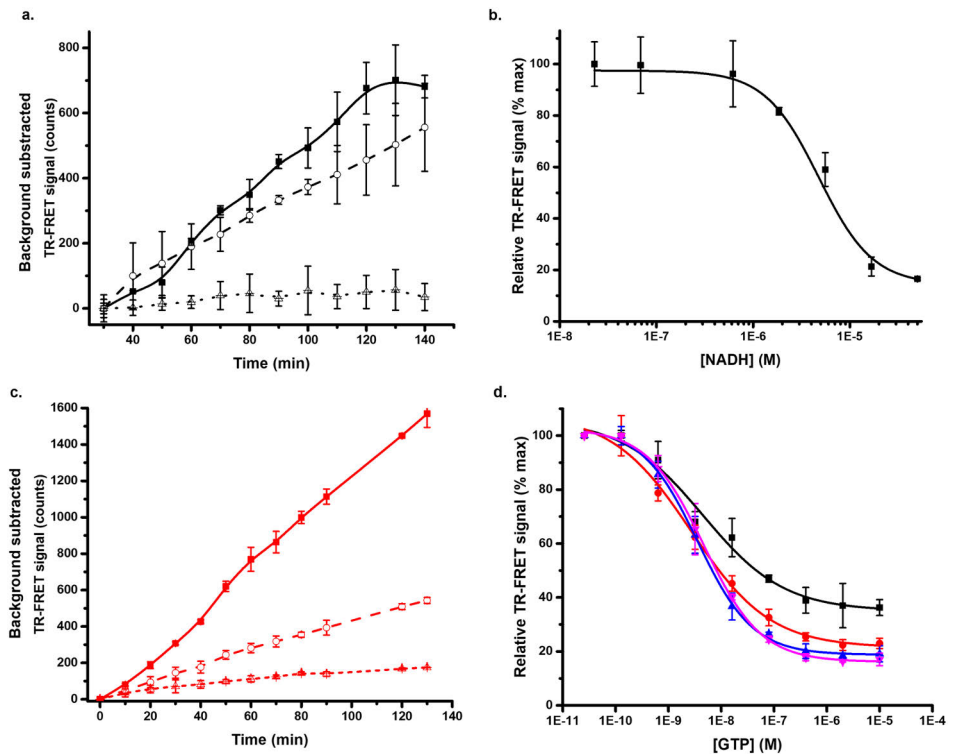 a.
Background substracted
TR-FRET signal (counts)
800
600
400
200
0
40
60
80
100
120
140
Time (min)
b.
Relative TR-FRET signal (% max)
100
80
60
40
20
0
1E-8
1E-7
1E-6
1E-5
[NADH] (M)
c.
Background subtracted
TR-FRET signal (counts)
1600
1400
1200
1000
800
600
400
200
0
0
20
40
60
80
100
120
140
Time (min)
d.
Relative TR-FRET signal (% max)
100
80
60
40
20
0
1E-11
1E-10
1E-9
1E-8
1E-7
1E-6
1E-5
1E-4
[GTP] (M)